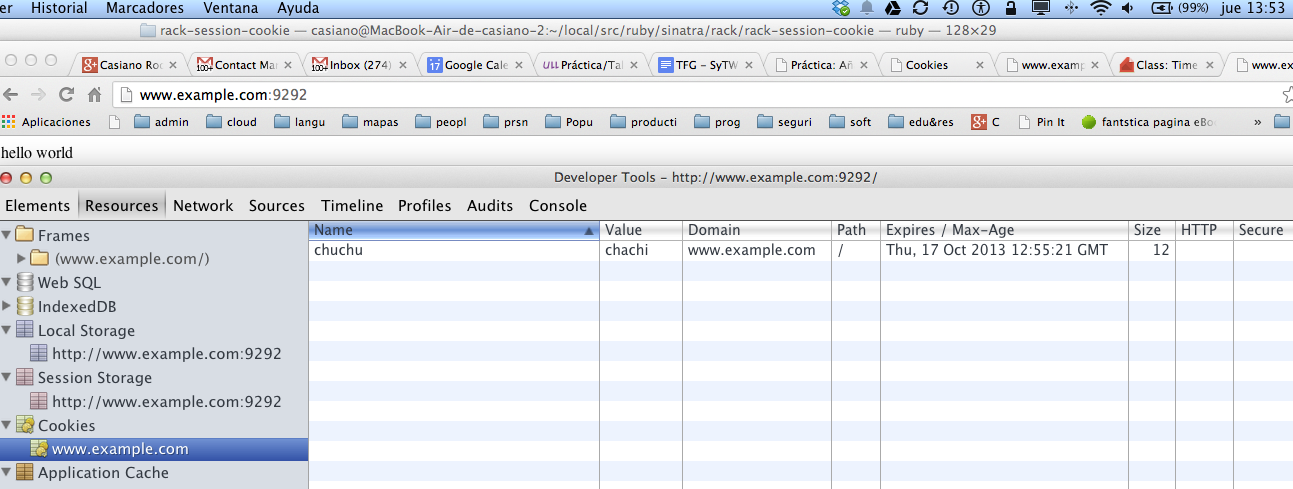 er Historial Marcadores Ventana Ayuda (99%) jue 13:53
rack-session-cookie — casiano@MacBook-Air-de-casiano-2:~/local/src/ruby/sinatra/rack/rack-session-cookie — ruby — 128×29
Casiano Ro Contact Ma Inbox (274) Google Cale Práctica/Tal TFG – SyTW Práctica: Añ Cookies www.examp Class: Time www.ex
www.example.com:9292
Aplicaciones admin cloud langu mapas peopl prsn Popu producti prog seguri soft edu&res C Pin It fantstica pagina eBo »
hello world
Developer Tools – http://www.example.com:9292/
Elements Resources Network Sources Timeline Profiles Audits Console
Frames Name Value Domain Path Expires / Max-Age Size HTTP Secure
(www.example.com/) chuchu chachi www.example.com / Thu, 17 Oct 2013 12:55:21 GMT 12
Web SQL
IndexedDB
Local Storage
http://www.example.com:9292
Session Storage
http://www.example.com:9292
Cookies
www.example.com
Application Cache